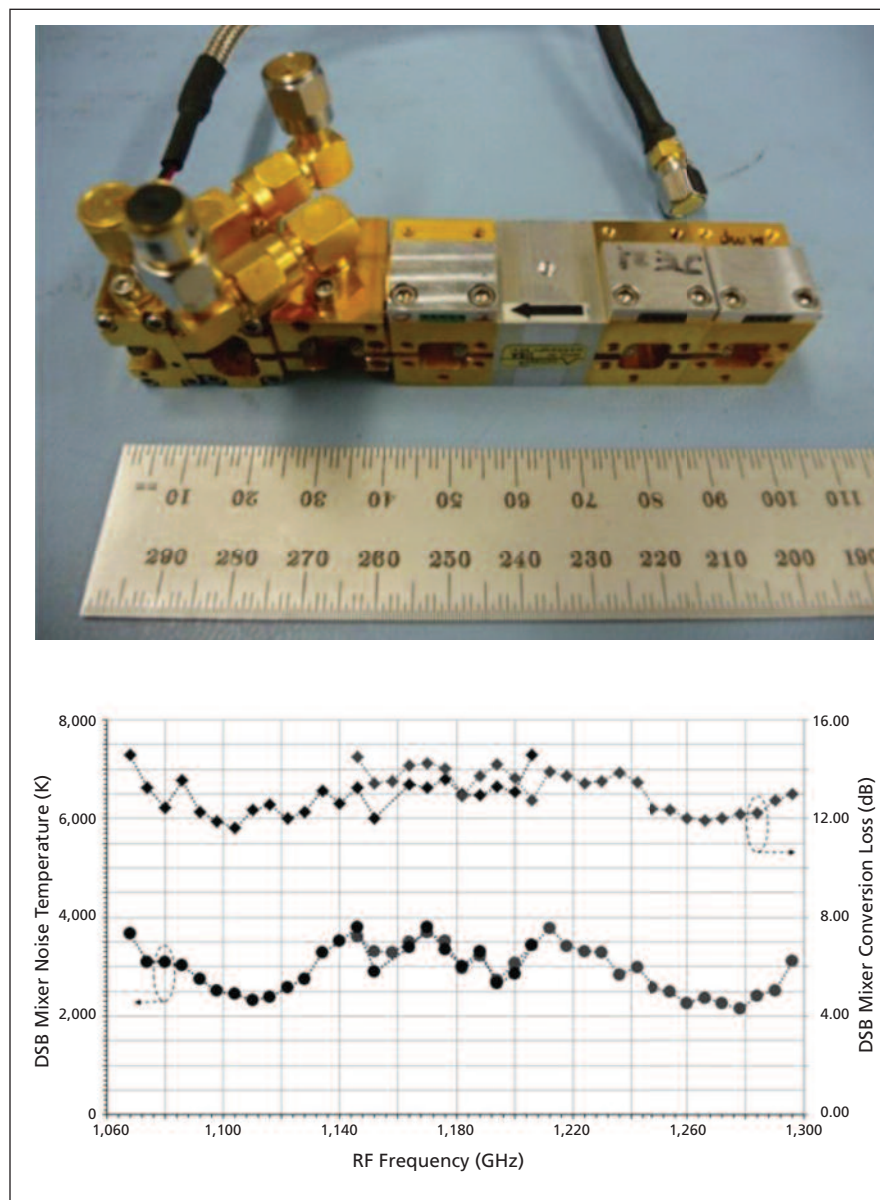 10 20 30 40 50 60 70 80 90 100 110
290 280 270 260 250 240 230 220 210 200 190
8,000
6,000
4,000
2,000
0
DSB Mixer Noise Temperature (K)
16.00
12.00
8.00
4.00
0.00
DSB Mixer Conversion Loss (dB)
1,060 1,100 1,140 1,180 1,220 1,260 1,300
RF Frequency (GHz)